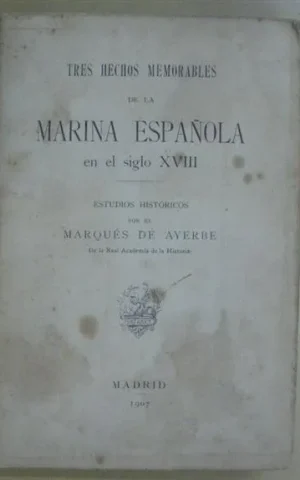 TRES HECHOS MEMORABLES
DE LA
MARINA ESPAÑOLA
en el siglo XVIII
ESTUDIOS HISTÓRICOS
POR EL
MARQUÉS DE AYERBE
De la Real Academia de la Historia
MADRID
1907